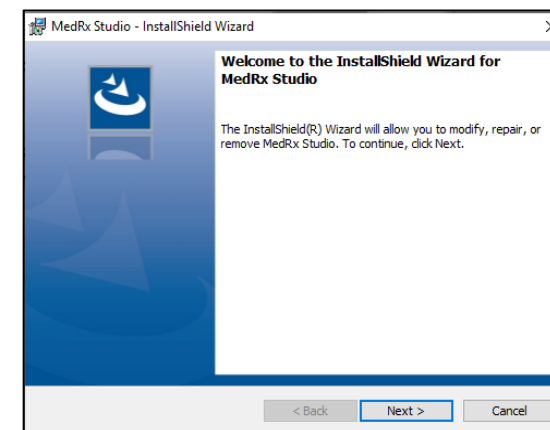 MedRx Studio - InstallShield Wizard
Welcome to the InstallShield Wizard for
MedRx Studio
The InstallShield(R) Wizard will allow you to modify, repair, or
remove MedRx Studio. To continue, click Next.
< Back Next > Cancel